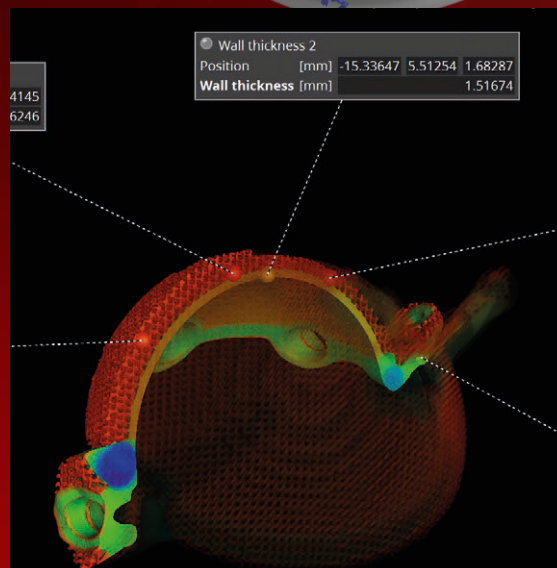 Wall thickness 2
Position [mm] -15.33647 5.51254 1.68287
Wall thickness [mm] 1.51674
4145
6246